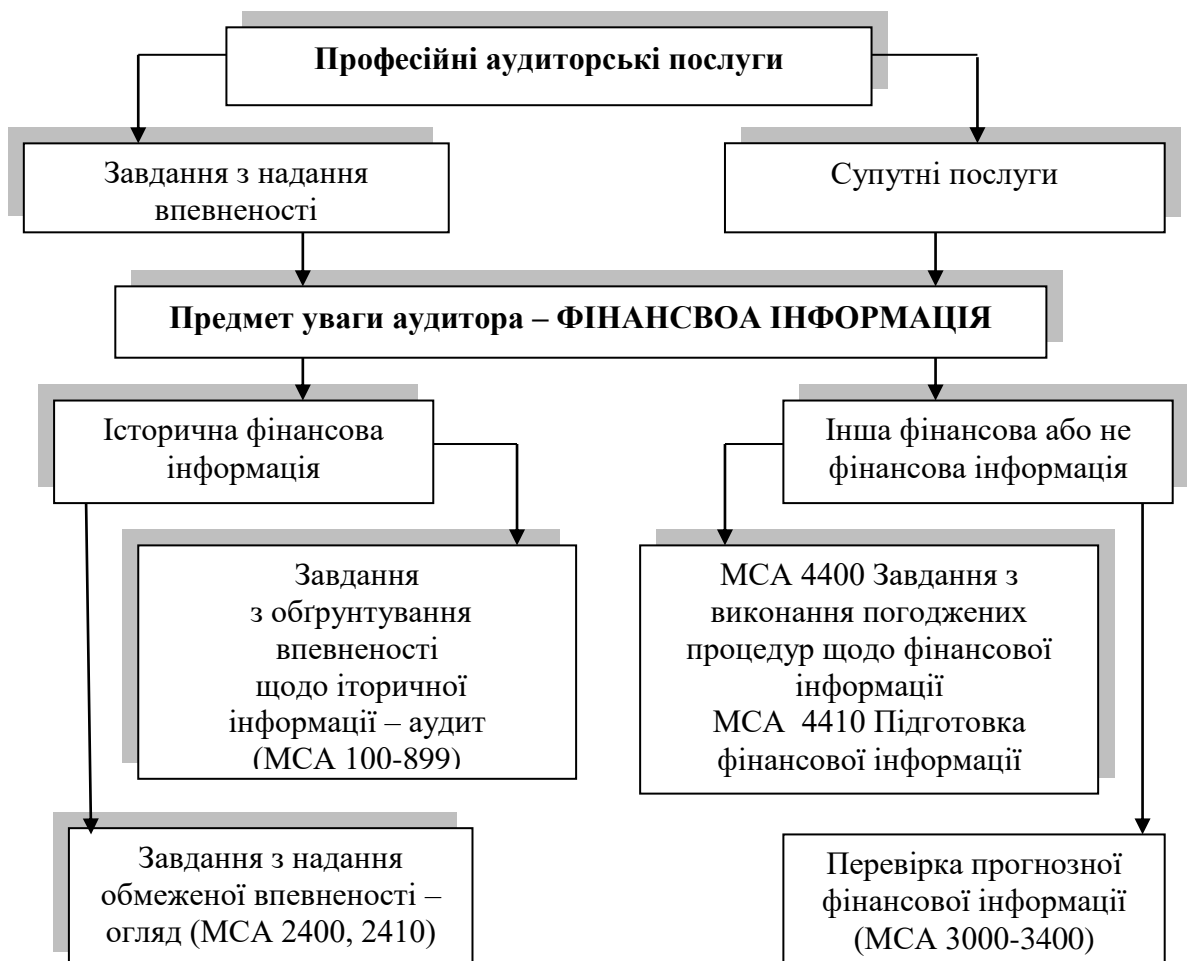 Професійні аудиторські послуги
Завдання з надання
впевненості
Супутні послуги
Предмет уваги аудитора – ФІНАНСВОА ІНФОРМАЦІЯ
Історична фінансова
інформація
Інша фінансова або не
фінансова інформація
Завдання
з обґрунтування
впевненості
щодо іторичної
інформації – аудит
(МСА 100-899)
МСА 4400 Завдання з
виконання погоджених
процедур щодо фінансової
інформації
МСА 4410 Підготовка
фінансової інформації
Завдання з надання
обмеженої впевненості –
огляд (МСА 2400, 2410)
Перевірка прогнозної
фінансової інформації
(МСА 3000-3400)